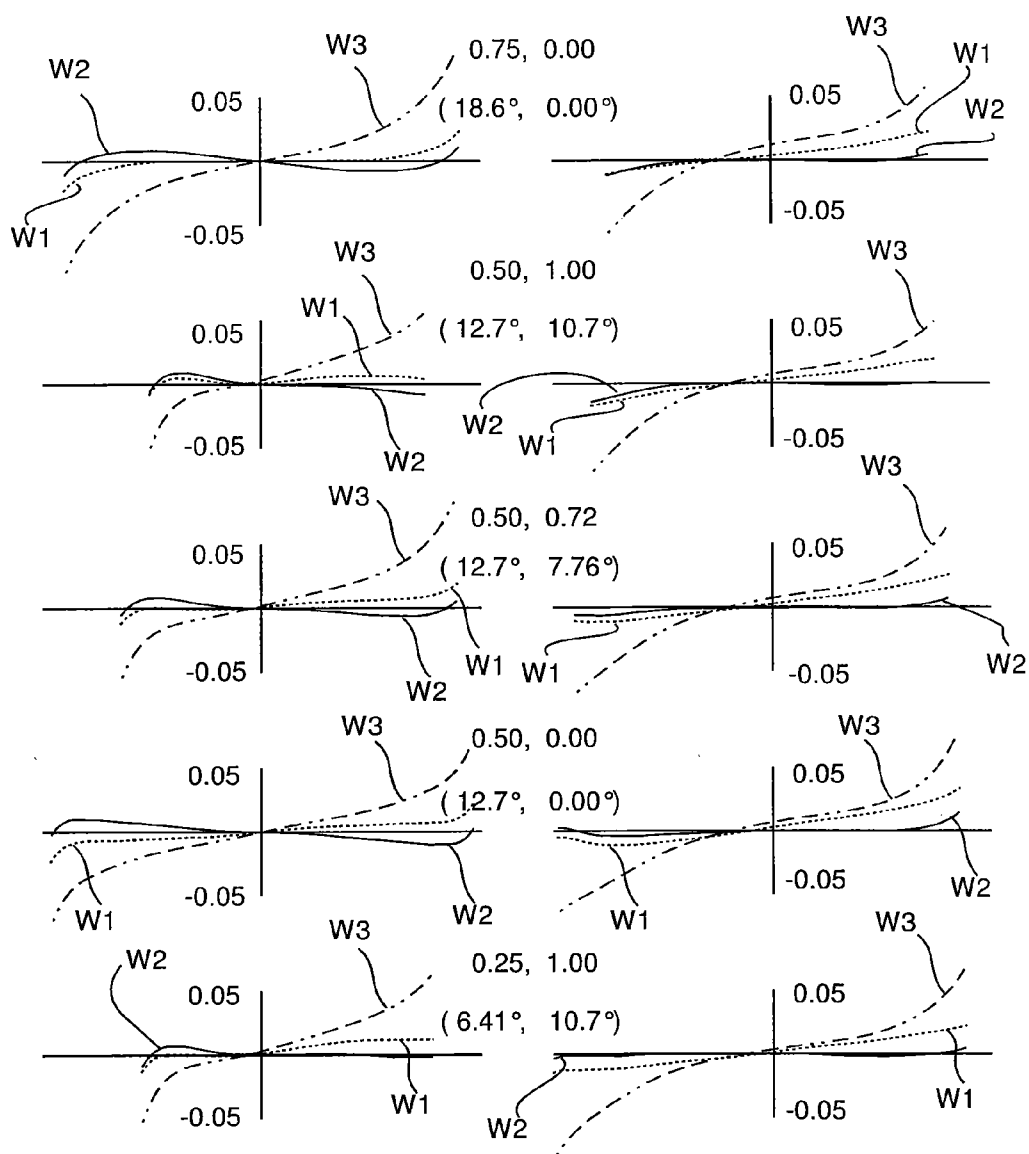 W3 0.75, 0.00 W3 W1
W2 0.05 (18.6°, 0.00°) 0.05 W2
W1 -0.05 -0.05
W3 0.50, 1.00 W3
W1 0.05 (12.7°, 10.7°) 0.05
-0.05 W2 W2 W1 -0.05
W3 0.50, 0.72 W3
0.05 (12.7°, 7.76°) 0.05
-0.05 W2 W1 W1 -0.05 W2
W3 0.50, 0.00 W3
0.05 (12.7°, 0.00°) 0.05
W1 -0.05 W2 W1 -0.05 W2
W2 W3 0.25, 1.00 W3
0.05 (6.41°, 10.7°) 0.05
-0.05 W1 W2 -0.05 W1